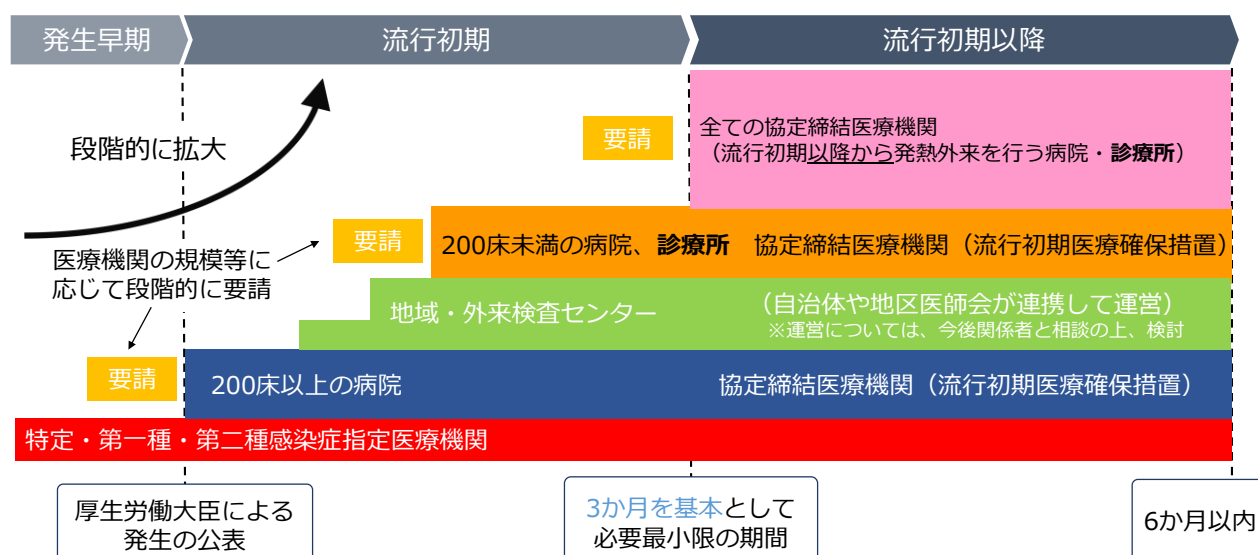 発生早期
流行初期
流行初期以降
段階的に拡大
要請
全ての協定締結医療機関
（流行初期以降から発熱外来を行う病院・診療所）
医療機関の規模等に
応じて段階的に要請
要請
200床未満の病院、診療所　協定締結医療機関（流行初期医療確保措置）
地域・外来検査センター　（自治体や地区医師会が連携して運営）
※運営については、今後関係者と相談の上、検討
要請
200床以上の病院　協定締結医療機関（流行初期医療確保措置）
特定・第一種・第二種感染症指定医療機関
厚生労働大臣による
発生の公表
3か月を基本として
必要最小限の期間
6か月以内